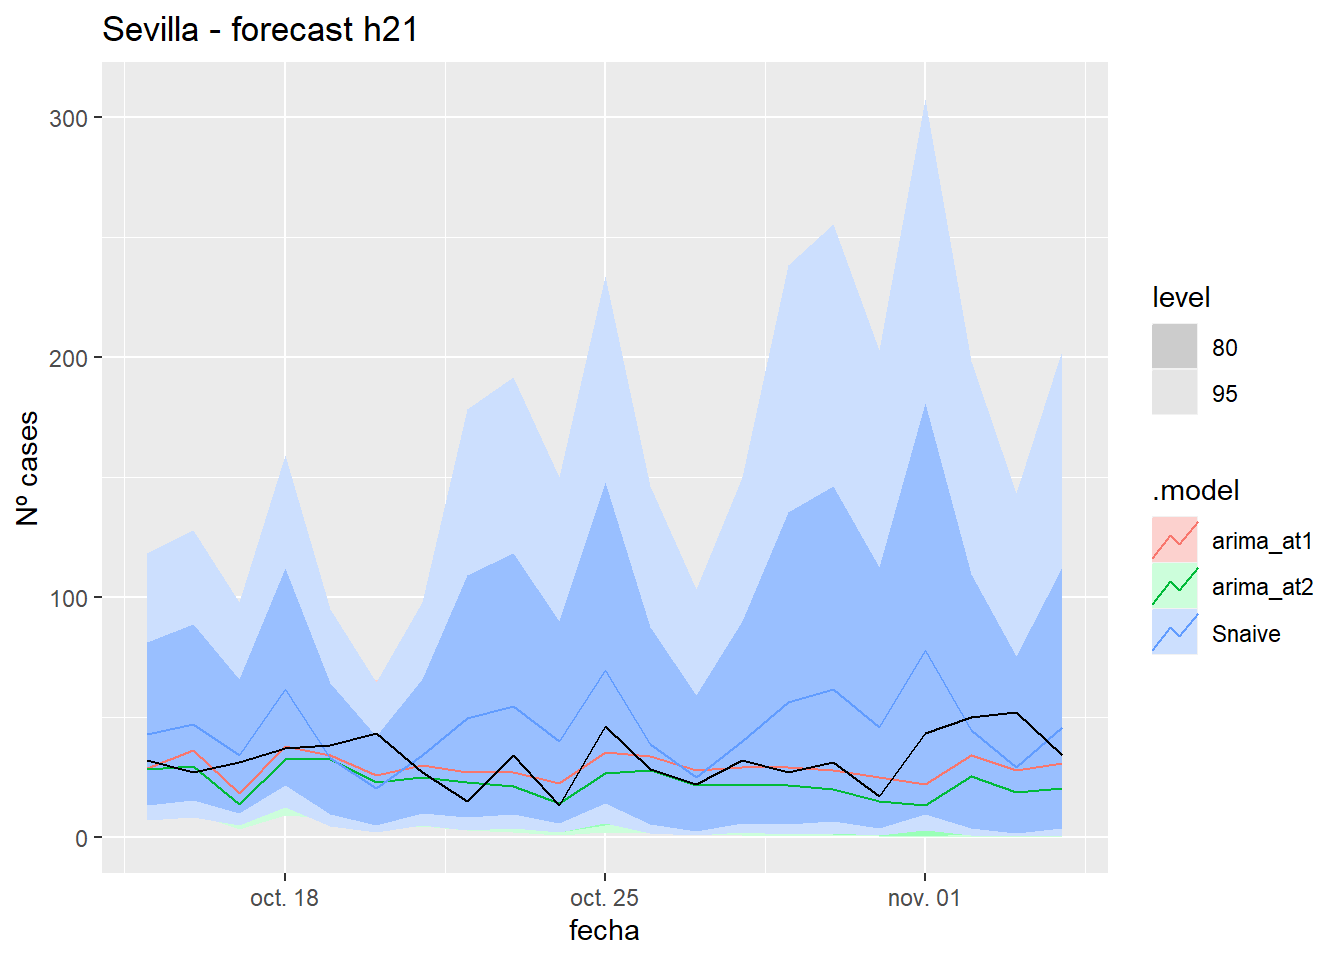 Sevilla - forecast h21
300
200
100
0
Nº cases
oct. 18
oct. 25
nov. 01
fecha
level
80
95
.model
arima_at1
arima_at2
Snaive